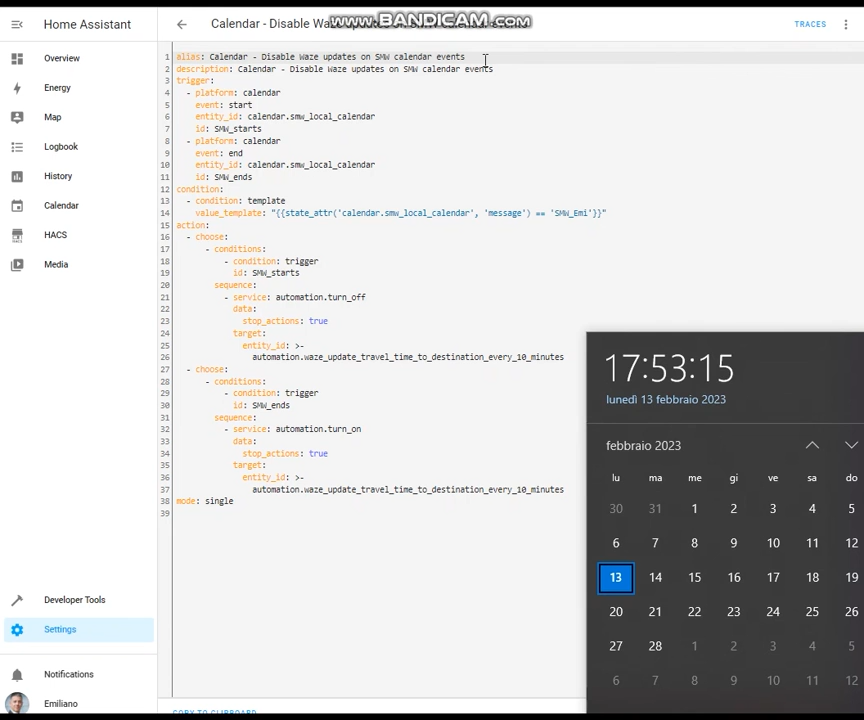 Home Assistant
Calendar - Disable Waze
www.BANDICAM.com
TRACES
Overview
Energy
Map
Logbook
History
Calendar
HACS
Media
Developer Tools
Settings
Notifications
Emiliano
1 alias: Calendar - Disable Waze updates on SMW calendar events
2 description: Calendar - Disable Waze updates on SMW calendar events
3 trigger:
4 - platform: calendar
5 event: start
6 entity_id: calendar.smw_local_calendar
7 id: SMW_starts
8 - platform: calendar
9 event: end
10 entity_id: calendar.smw_local_calendar
11 id: SMW_ends
12 condition:
13 - condition: template
14 value_template: "{{state_attr('calendar.smw_local_calendar', 'message') == 'SMW_Emi'}}"
15 action:
16 - choose:
17 - conditions:
18 - condition: trigger
19 id: SMW_starts
20 sequence:
21 - service: automation.turn_off
22 data:
23 stop_actions: true
24 target:
25 entity_id: >-
26 automation.waze_update_travel_time_to_destination_every_10_minutes
27 - choose:
28 - conditions:
29 - condition: trigger
30 id: SMW_ends
31 sequence:
32 - service: automation.turn_on
33 data:
34 stop_actions: true
35 target:
36 entity_id: >-
37 automation.waze_update_travel_time_to_destination_every_10_minutes
38 mode: single
39
17:53:15
lunedì 13 febbraio 2023
febbraio 2023
lu ma me gi ve sa do
30 31 1 2 3 4 5
6 7 8 9 10 11 12
13 14 15 16 17 18 19
20 21 22 23 24 25 26
27 28 1 2 3 4 5
6 7 8 9 10 11 12
COPY TO CLIPBOARD